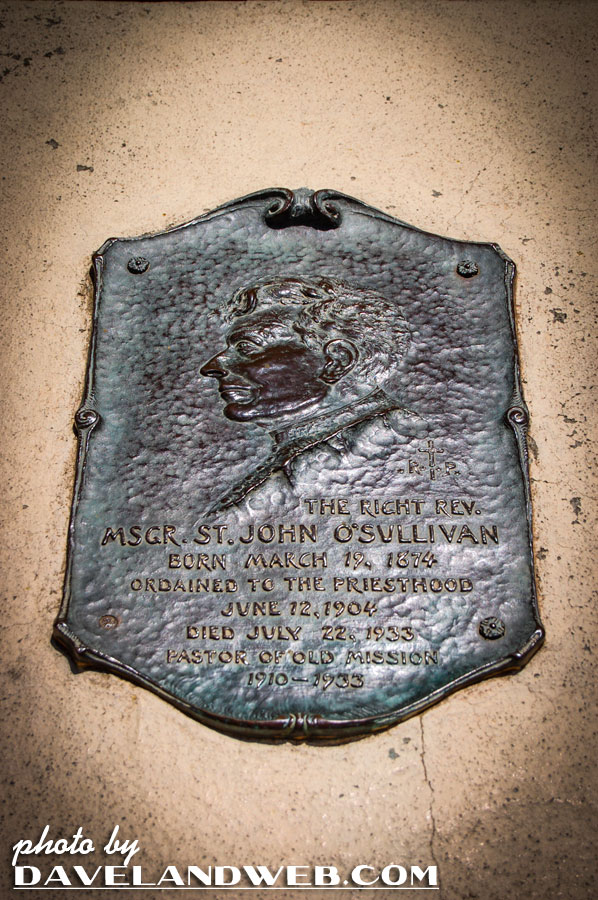 R. P.
THE RIGHT REV.
MSGR. ST. JOHN O'SULLIVAN
BORN MARCH 19, 1874
ORDAINED TO THE PRIESTHOOD
JUNE 12, 1904
DIED JULY 22, 1933
PASTOR OF OLD MISSION
1910-1933
photo by
DAVELANDWEB.COM